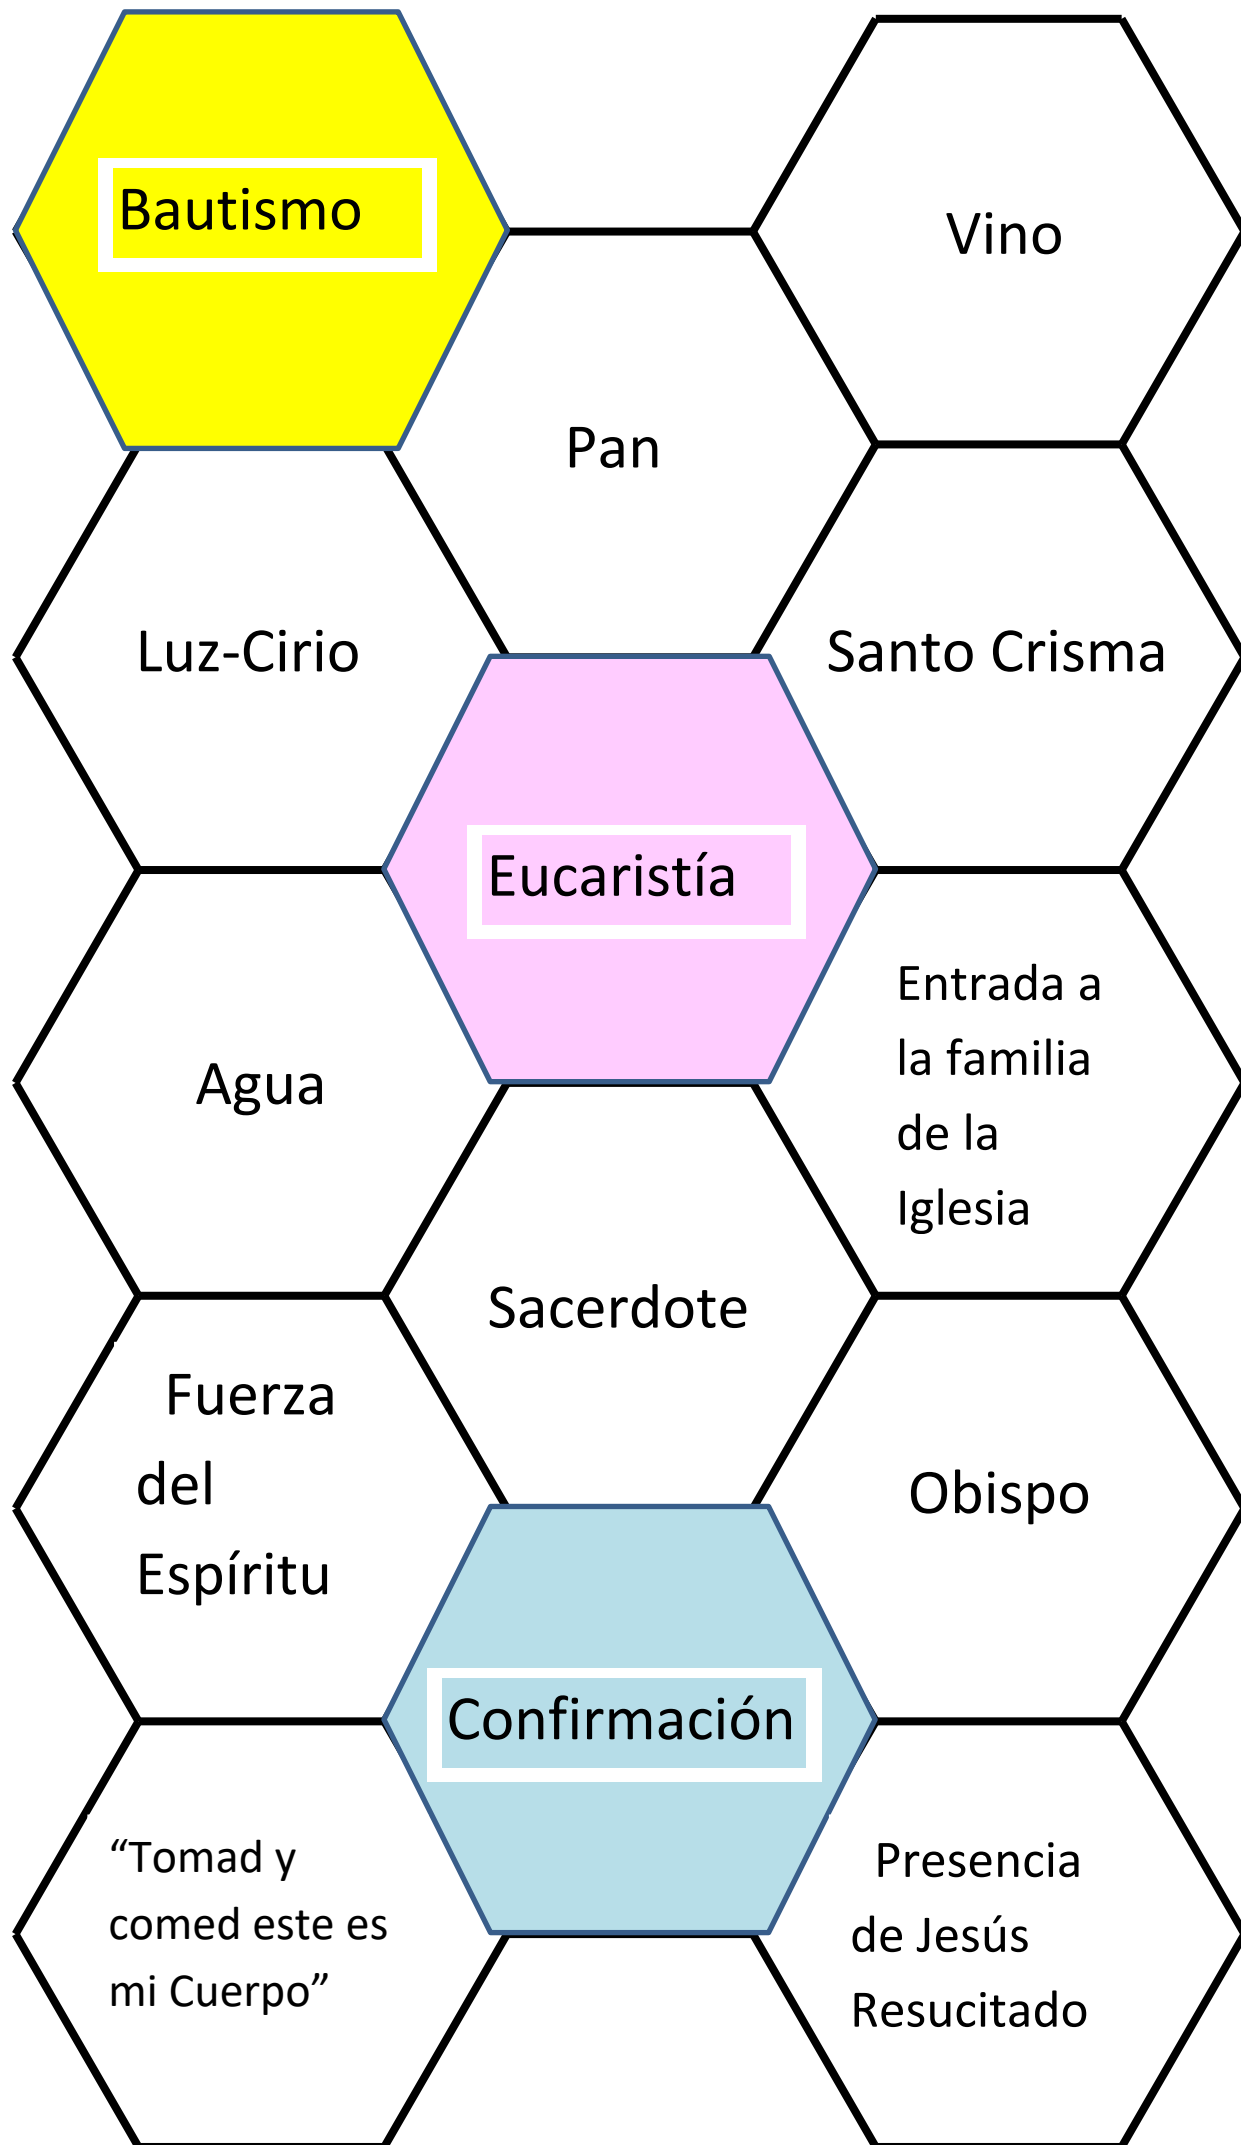 Bautismo
Vino
Pan
Luz-Cirio
Santo Crisma
Eucaristía
Agua
Entrada a
la familia
de la
Iglesia
Sacerdote
Fuerza
del
Espíritu
Obispo
Confirmación
“Tomad y
comed este es
mi Cuerpo”
Presencia
de Jesús
Resucitado